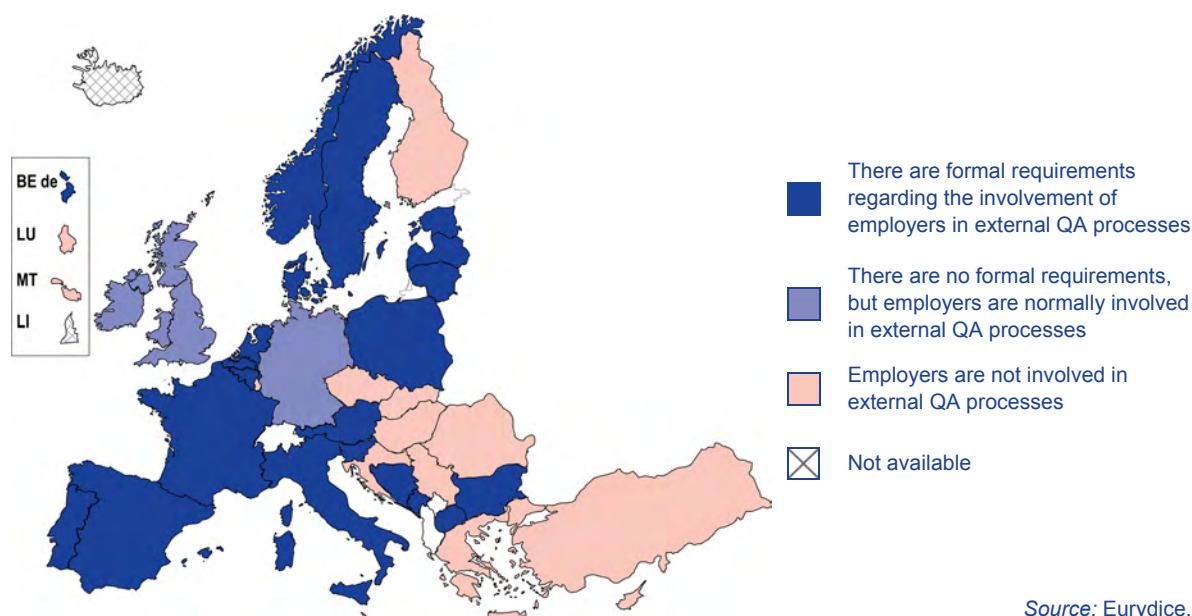 BE de
LU
MT
LI
There are formal requirements
regarding the involvement of
employers in external QA processes
There are no formal requirements,
but employers are normally involved
in external QA processes
Employers are not involved in
external QA processes
Not available
Source: Eurydice.